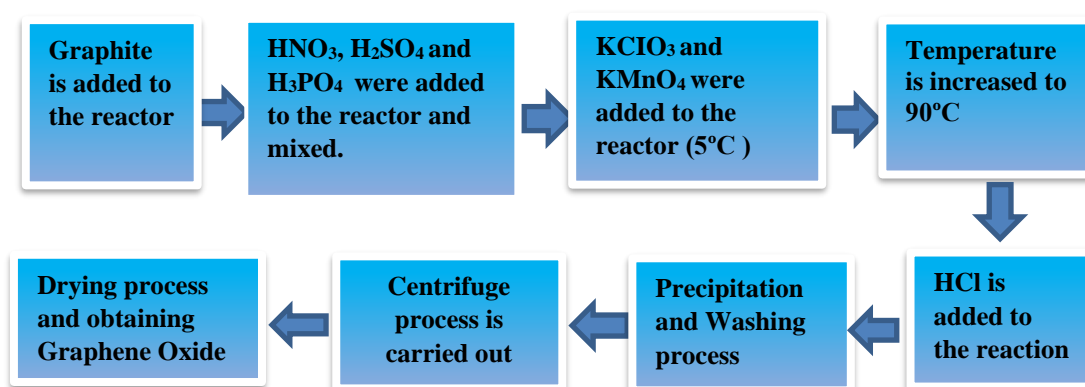 Graphite
is added to
the reactor
HNO₃, H₂SO₄ and
H₃PO₄ were added
to the reactor and
mixed.
KClO₃ and
KMnO₄ were
added to the
reactor (5ºC )
Temperature
is increased to
90ºC
HCl is
added to
the reaction
Precipitation
and Washing
process
Centrifuge
process is
carried out
Drying process
and obtaining
Graphene Oxide